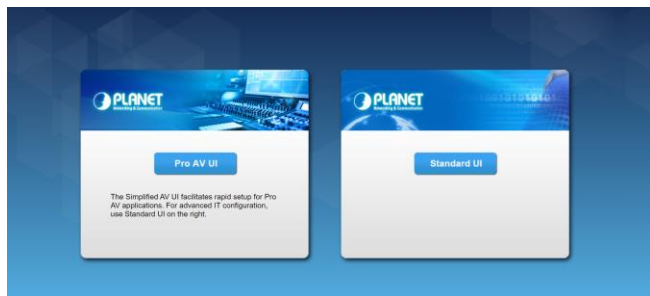 PLANET
Networking & Communication
Pro AV UI
The Simplified AV UI facilitates rapid setup for Pro
AV applications. For advanced IT configuration,
use Standard UI on the right.
PLANET
Networking & Communication
Standard UI